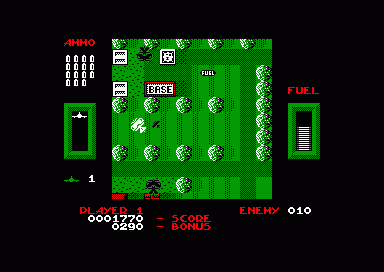 AMMO
FUEL
BASE
FUEL
1
PLAYER 1
ENEMY 010
0001770 - SCORE
0290 - BONUS